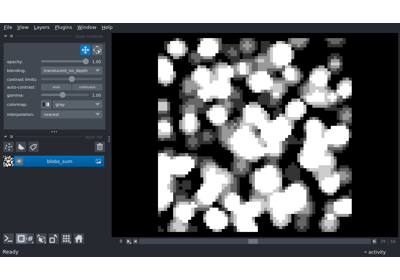 File View Layers Plugins Window Help
opacity: 1.00
blending: translucent_no_depth
contrast limits:
auto-contrast: once continuous
gamma: 1.00
colormap: gray
interpolation: nearest
blobs_sum
Ready
activity